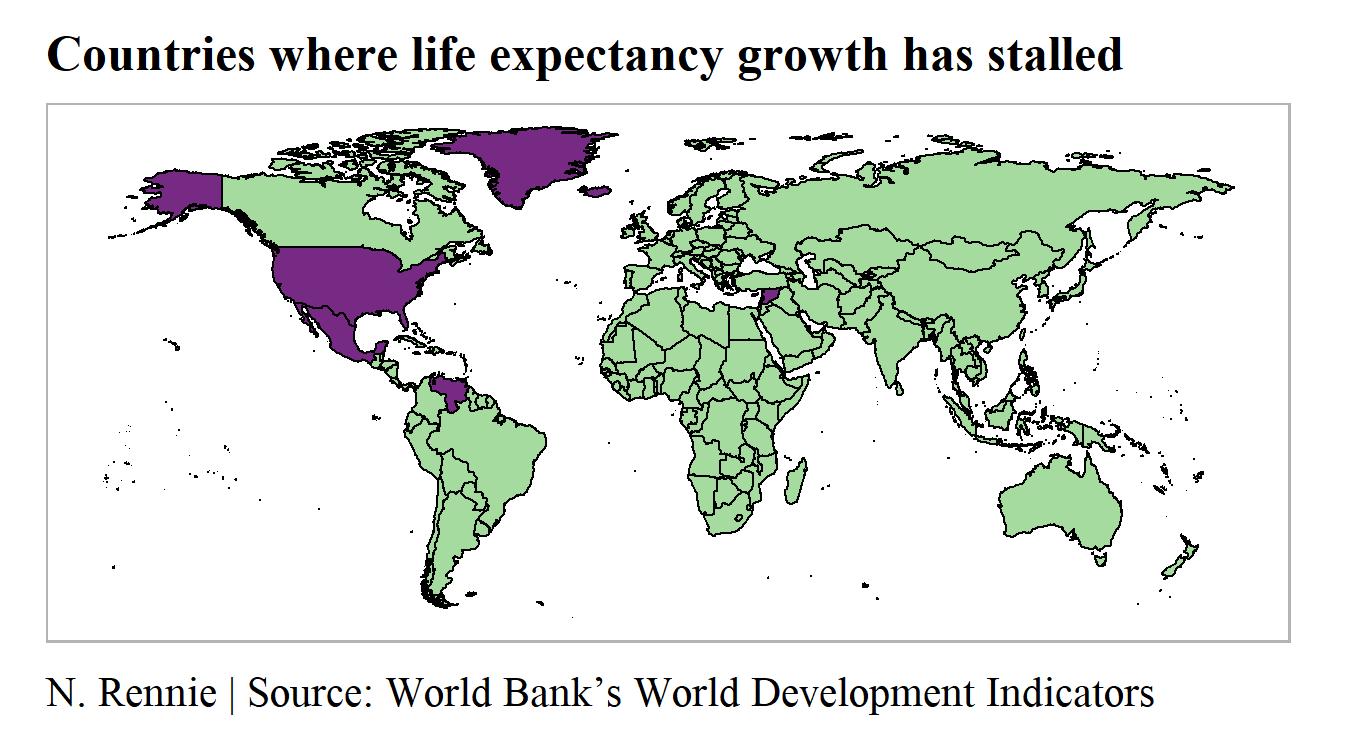 Countries where life expectancy growth has stalled
N. Rennie | Source: World Bank’s World Development Indicators